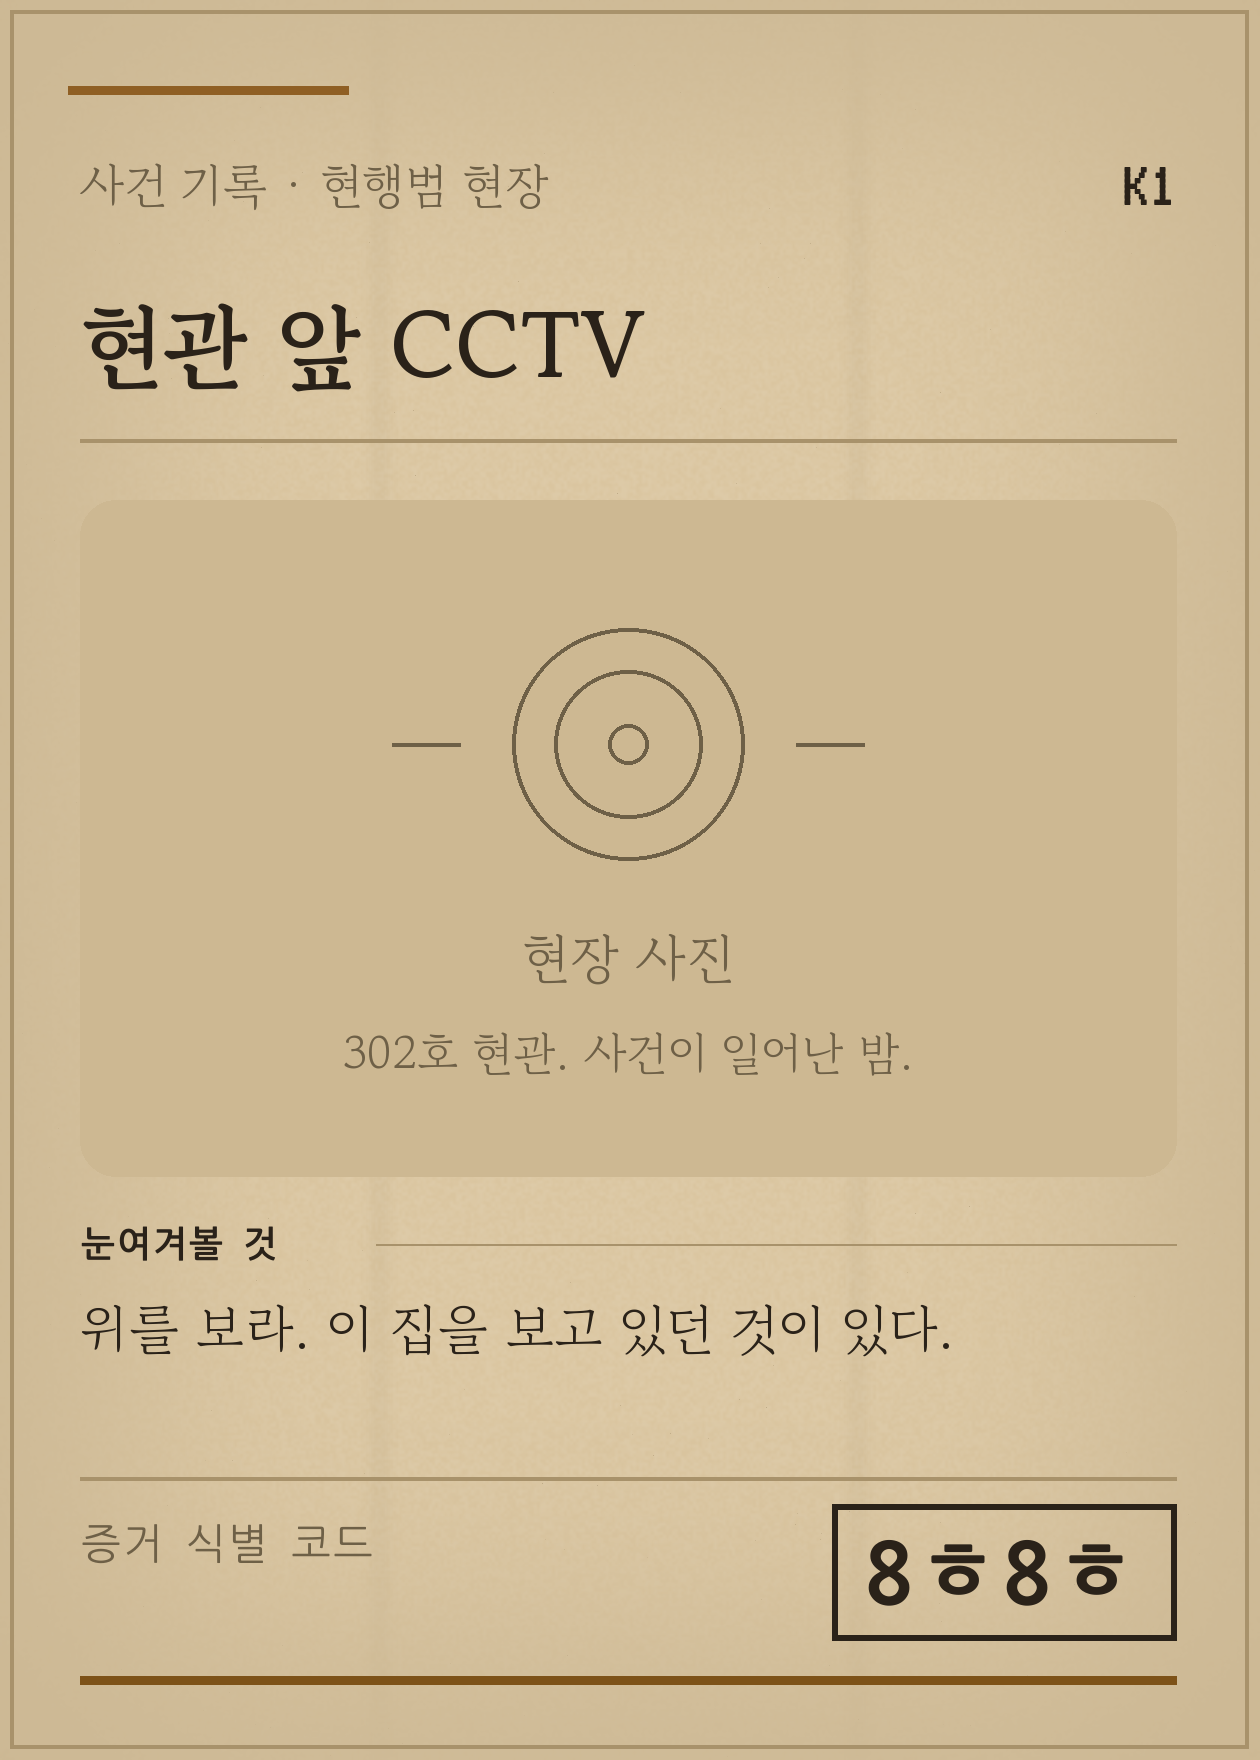 사건 기록 · 현행범 현장
K1
현관 앞 CCTV
현장 사진
302호 현관. 사건이 일어난 밤.
눈여겨볼 것
위를 보라. 이 집을 보고 있던 것이 있다.
증거 식별 코드
8ㅎ8ㅎ